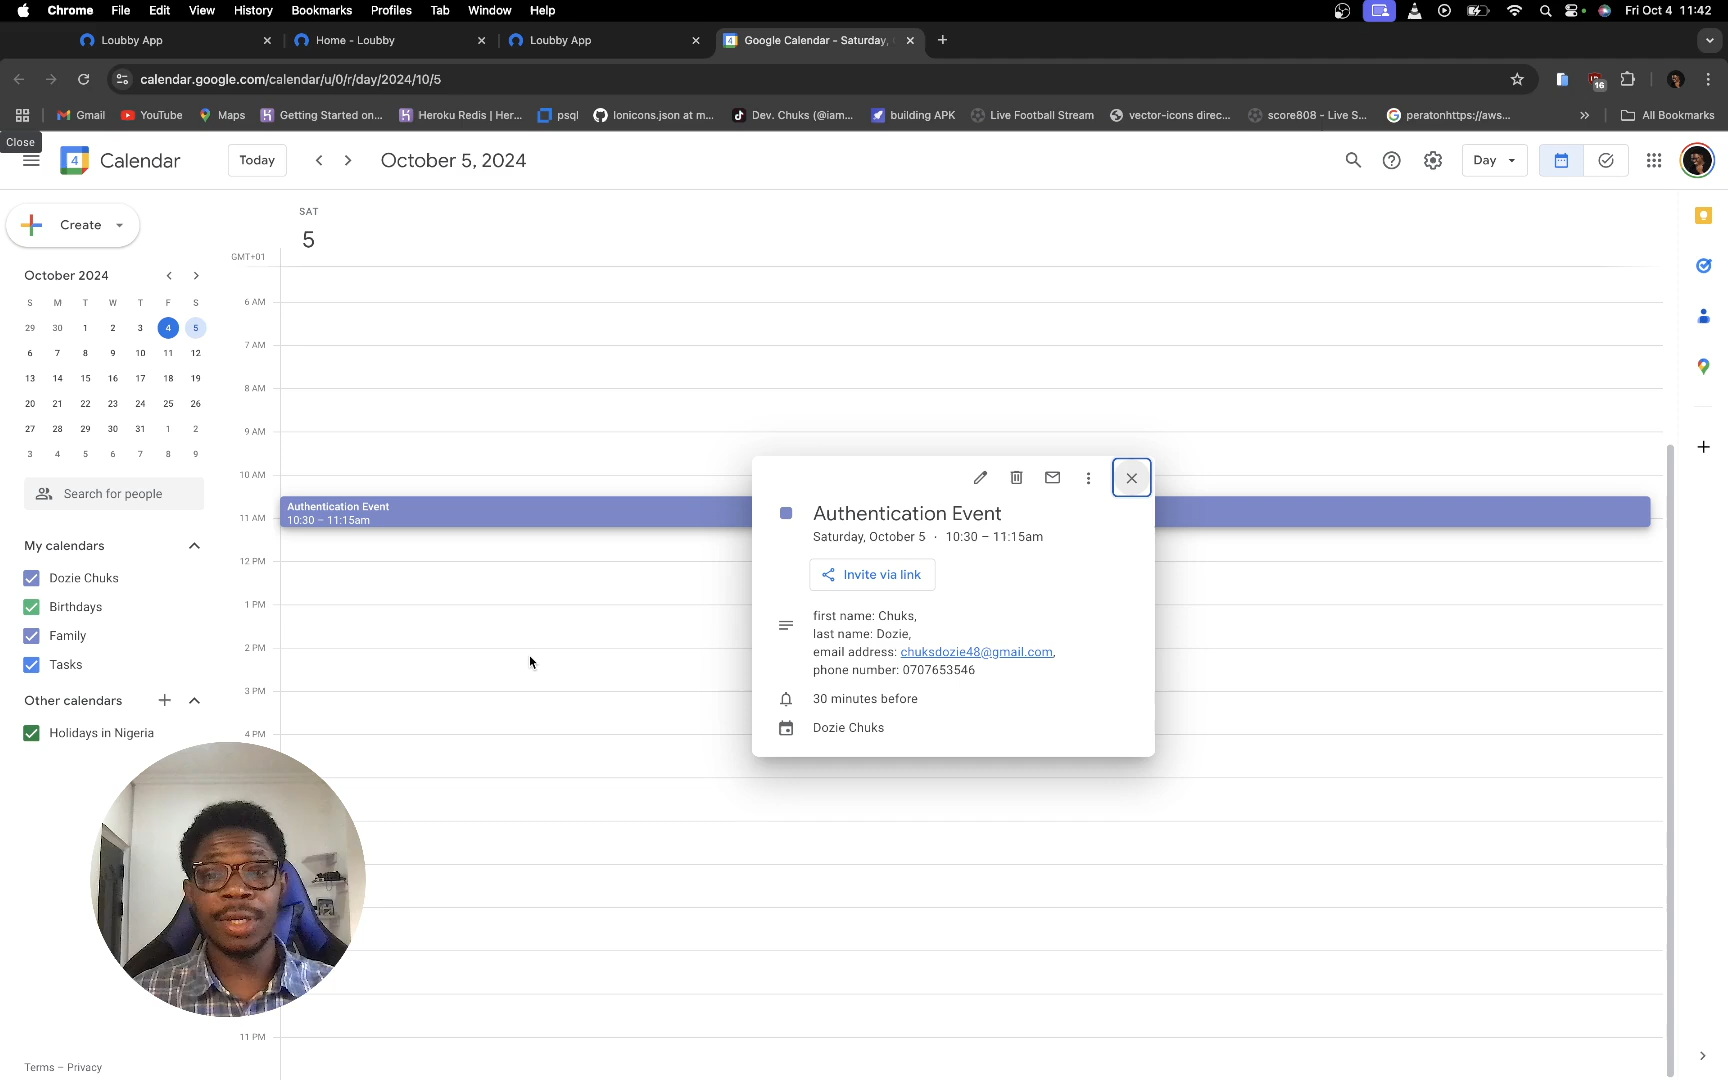 Chrome File Edit View History Bookmarks Profiles Tab Window Help Fri Oct 4 11:42
Loubby App Home - Loubby Loubby App Google Calendar - Saturday,
calendar.google.com/calendar/u/0/r/day/2024/10/5
16
Gmail YouTube Maps Getting Started on... Heroku Redis | Her... psql Ionicons.json at m... Dev. Chuks (@iam... building APK Live Football Stream vector-icons direc... score808 - Live S... peratonhttps://aws... » All Bookmarks
Close
4 Calendar Today October 5, 2024 Day
Create
SAT
5
GMT+01
October 2024
S M T W T F S
29 30 1 2 3 4 5
6 7 8 9 10 11 12
13 14 15 16 17 18 19
20 21 22 23 24 25 26
27 28 29 30 31 1 2
3 4 5 6 7 8 9
Search for people
My calendars
Dozie Chuks
Birthdays
Family
Tasks
Other calendars
Holidays in Nigeria
6 AM
7 AM
8 AM
9 AM
10 AM
11 AM
12 PM
1 PM
2 PM
3 PM
4 PM
11 PM
Authentication Event
10:30 – 11:15am
Authentication Event
Saturday, October 5 · 10:30 – 11:15am
Invite via link
first name: Chuks,
last name: Dozie,
email address: chuksdozie48@gmail.com,
phone number: 0707653546
30 minutes before
Dozie Chuks
Terms – Privacy